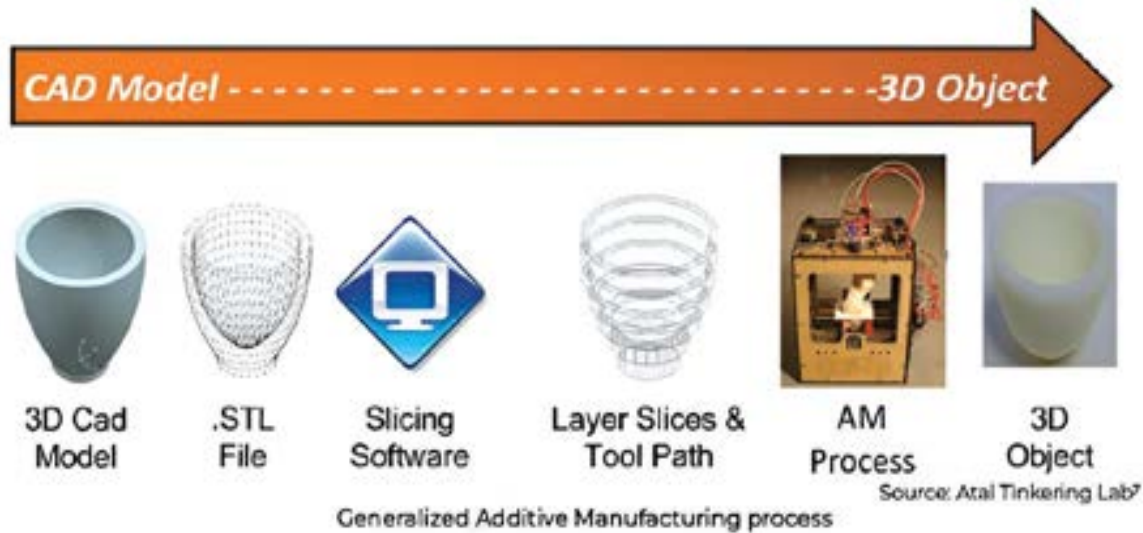 CAD Model - - - - - - -- - - - - - - - - - - - - - - - - - - - - - - -3D Object
3D Cad
Model
.STL
File
Slicing
Software
Layer Slices &
Tool Path
AM
Process
3D
Object
Source: Atal Tinkering Lab⁷
Generalized Additive Manufacturing process